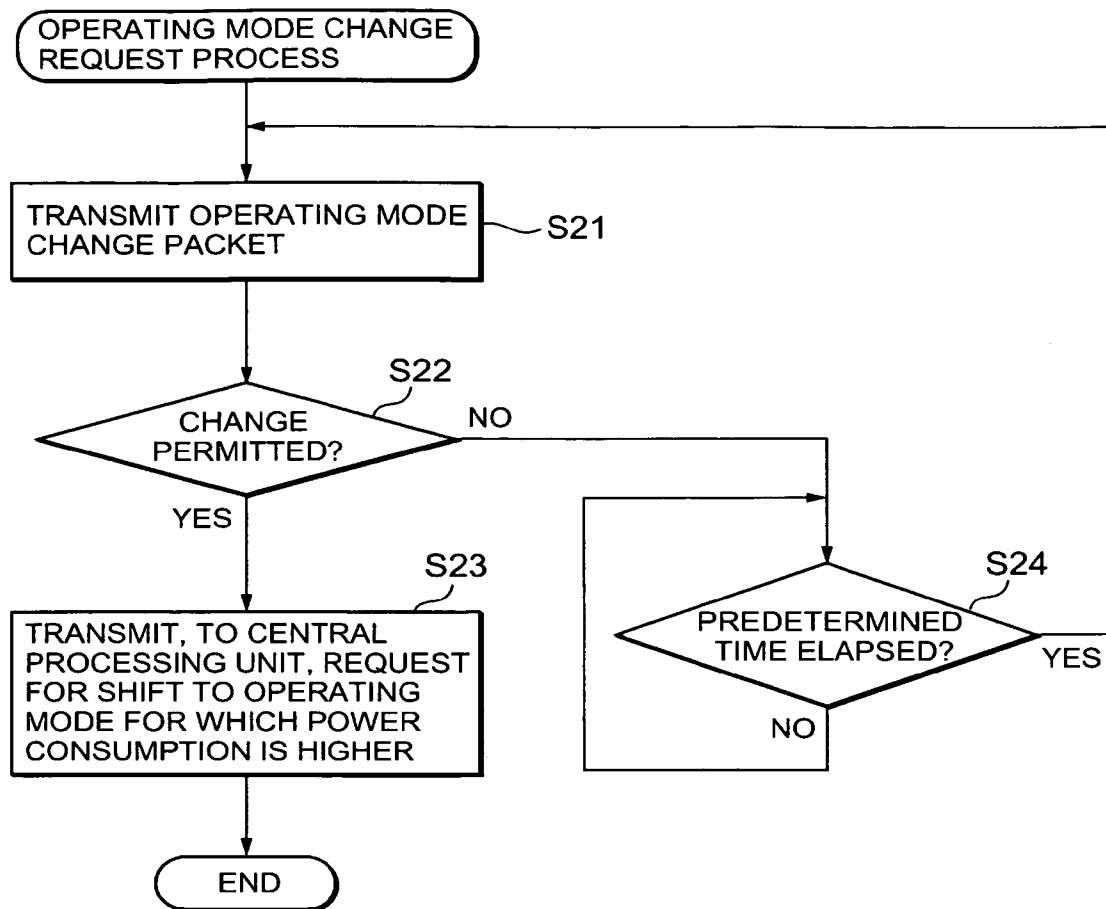 OPERATING MODE CHANGE
REQUEST PROCESS
TRANSMIT OPERATING MODE
CHANGE PACKET
S21
S22
CHANGE
PERMITTED?
NO
YES
S23
TRANSMIT, TO CENTRAL
PROCESSING UNIT, REQUEST
FOR SHIFT TO OPERATING
MODE FOR WHICH POWER
CONSUMPTION IS HIGHER
S24
PREDETERMINED
TIME ELAPSED?
YES
NO
END